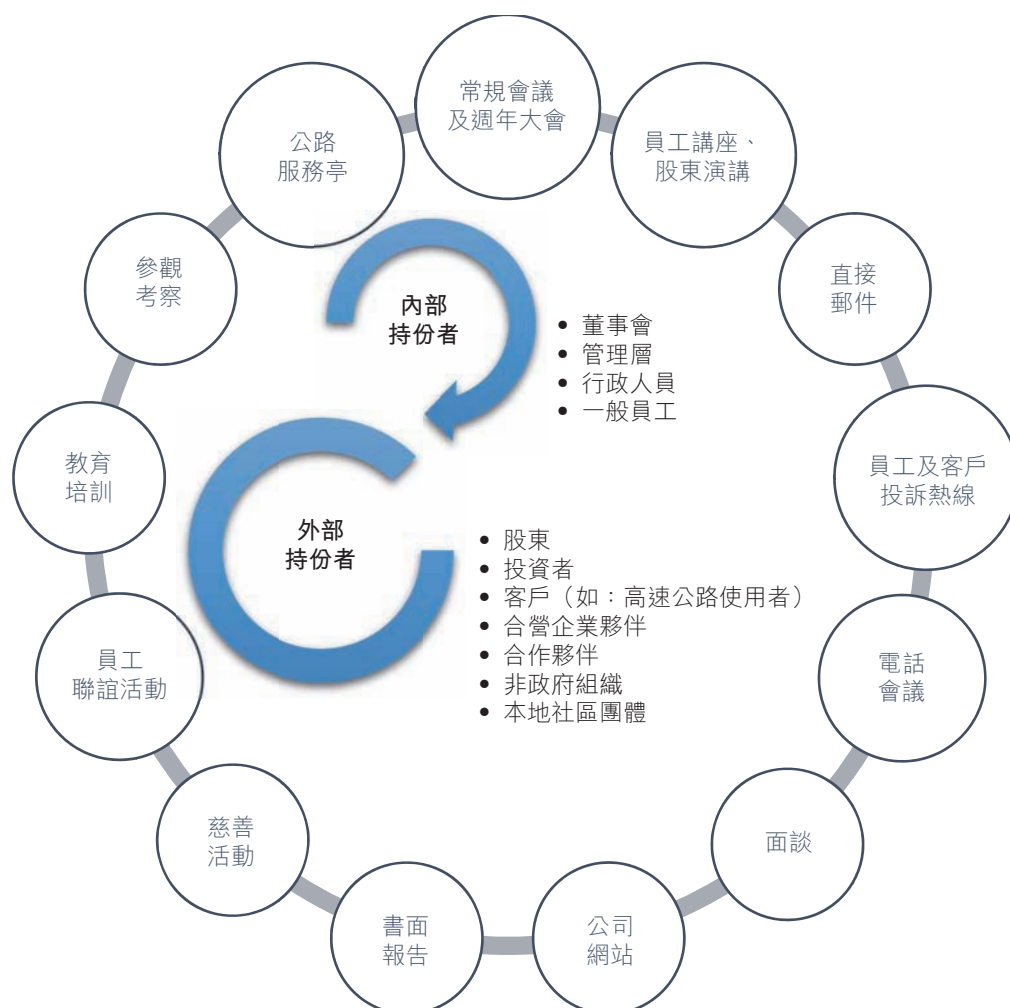 常規會議
及週年大會
員工講座、
股東演講
直接
郵件
員工及客戶
投訴熱線
電話
會議
面談
公司
網站
書面
報告
慈善
活動
員工
聯誼活動
教育
培訓
參觀
考察
公路
服務亭
內部
持份者
• 董事會
• 管理層
• 行政人員
• 一般員工
外部
持份者
• 股東
• 投資者
• 客戶（如：高速公路使用者）
• 合營企業夥伴
• 合作夥伴
• 非政府組織
• 本地社區團體